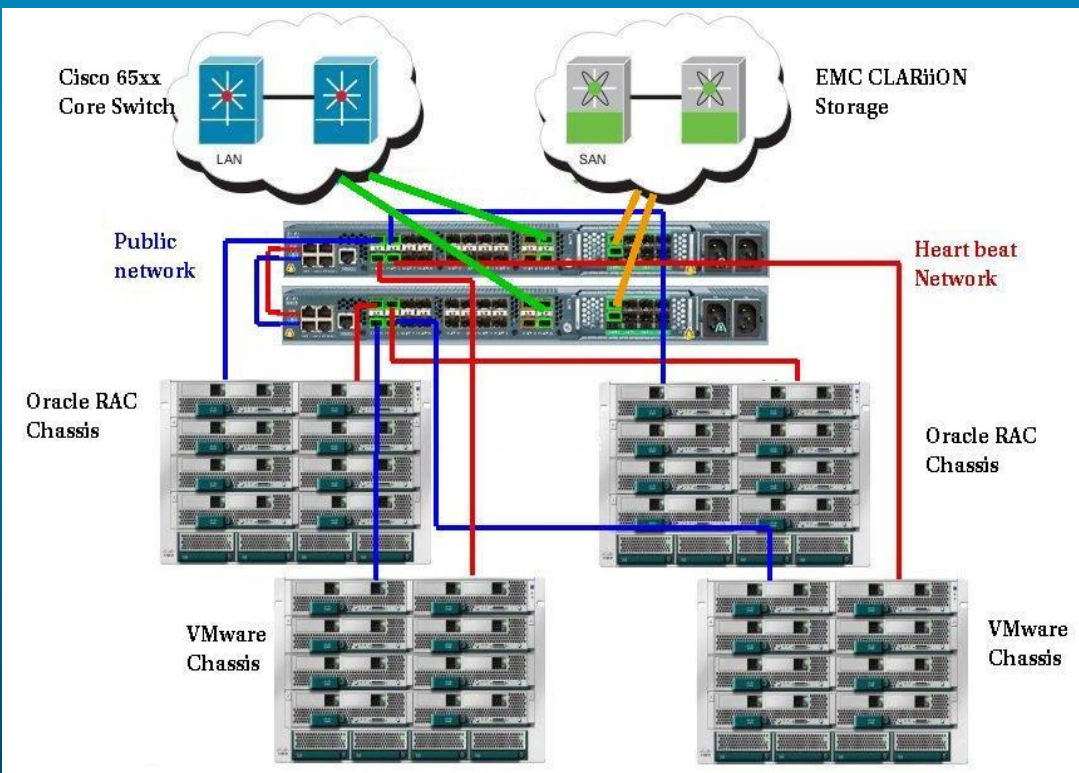 Cisco 65xx
Core Switch
LAN
SAN
EMC CLARiiON
Storage
Public
network
Heart beat
Network
Oracle RAC
Chassis
Oracle RAC
Chassis
VMware
Chassis
VMware
Chassis